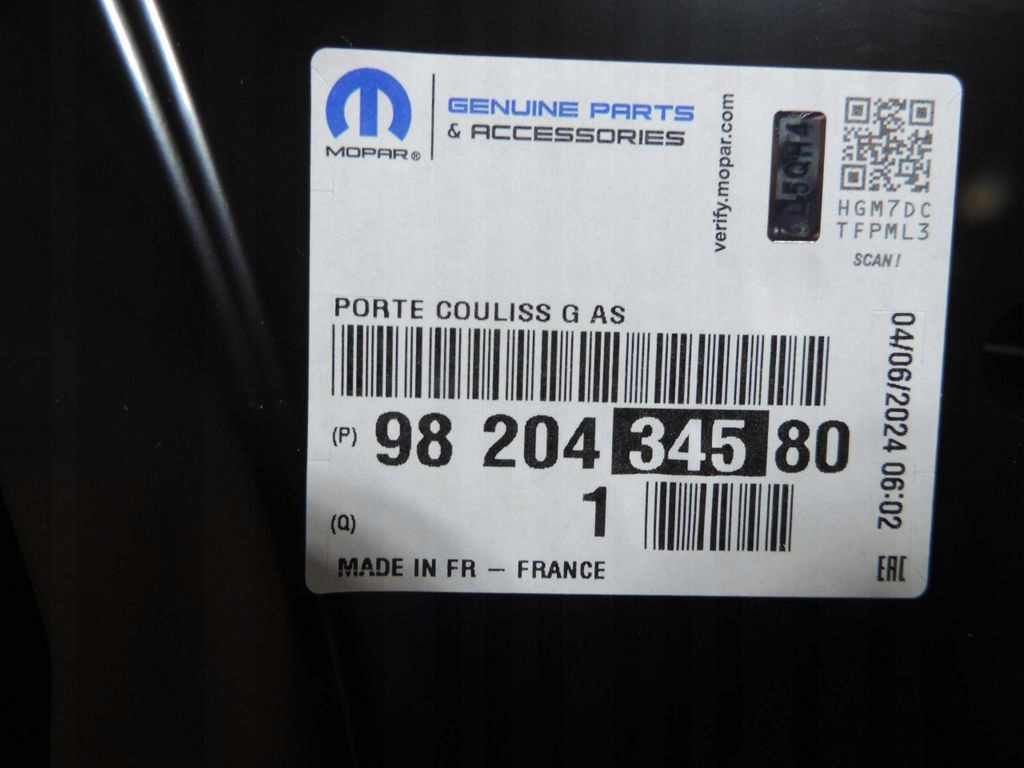 MOPAR®
GENUINE PARTS
& ACCESSORIES
verify.mopar.com
HGM7DC
TFPML3
SCAN!
PORTE COULISS G AS
(P) 98 204 345 80
(Q) 1
04/06/2024 06:02
MADE IN FR – FRANCE
EAC